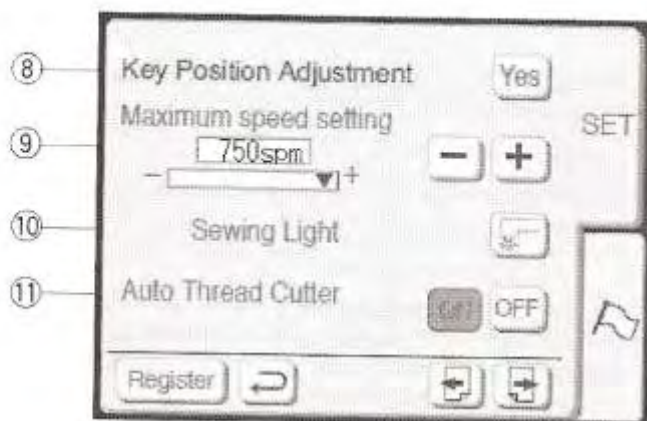 ⑧ Key Position Adjustment Yes
Maximum speed setting
SET
⑨ 750spm
− + − +
⑩ Sewing Light
⑪ Auto Thread Cutter On OFF
Register